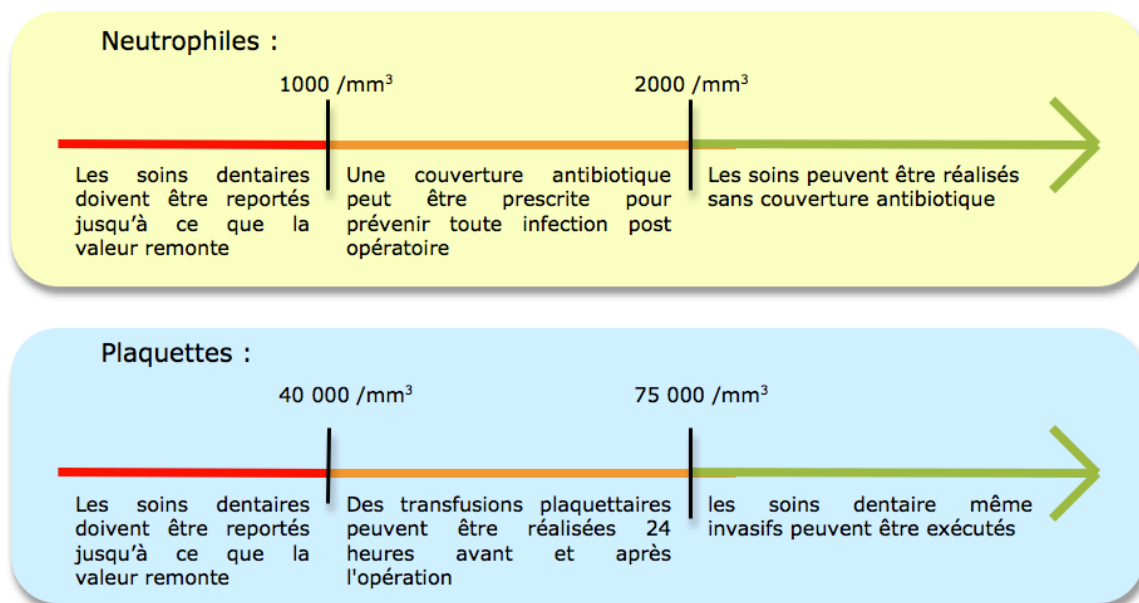 Neutrophiles :
1000 /mm³
2000 /mm³
Les soins dentaires
doivent être reportés
jusqu'à ce que la
valeur remonte
Une couverture antibiotique
peut être prescrite pour
prévenir toute infection post
opératoire
Les soins peuvent être réalisés
sans couverture antibiotique
Plaquettes :
40 000 /mm³
75 000 /mm³
Les soins dentaires
doivent être reportés
jusqu'à ce que la
valeur remonte
Des transfusions plaquettaires
peuvent être réalisées 24
heures avant et après
l'opération
les soins dentaire même
invasifs peuvent être exécutés